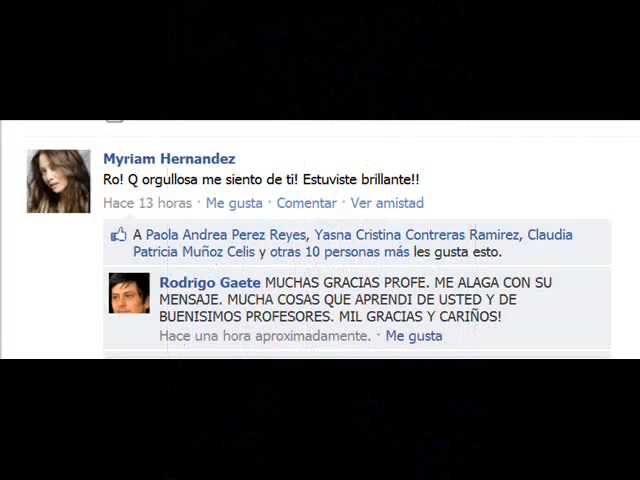 Myriam Hernandez
Ro! Q orgullosa me siento de ti! Estuviste brillante!!
Hace 13 horas · Me gusta · Comentar · Ver amistad
A Paola Andrea Perez Reyes, Yasna Cristina Contreras Ramirez, Claudia
Patricia Muñoz Celis y otras 10 personas más les gusta esto.
Rodrigo Gaete MUCHAS GRACIAS PROFE. ME ALAGA CON SU
MENSAJE. MUCHA COSAS QUE APRENDI DE USTED Y DE
BUENISIMOS PROFESORES. MIL GRACIAS Y CARIÑOS!
Hace una hora aproximadamente. · Me gusta